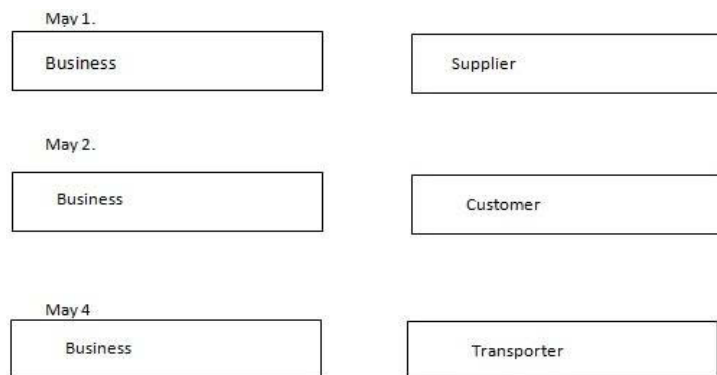 May 1.
Business
Supplier
May 2.
Business
Customer
May 4
Business
Transporter